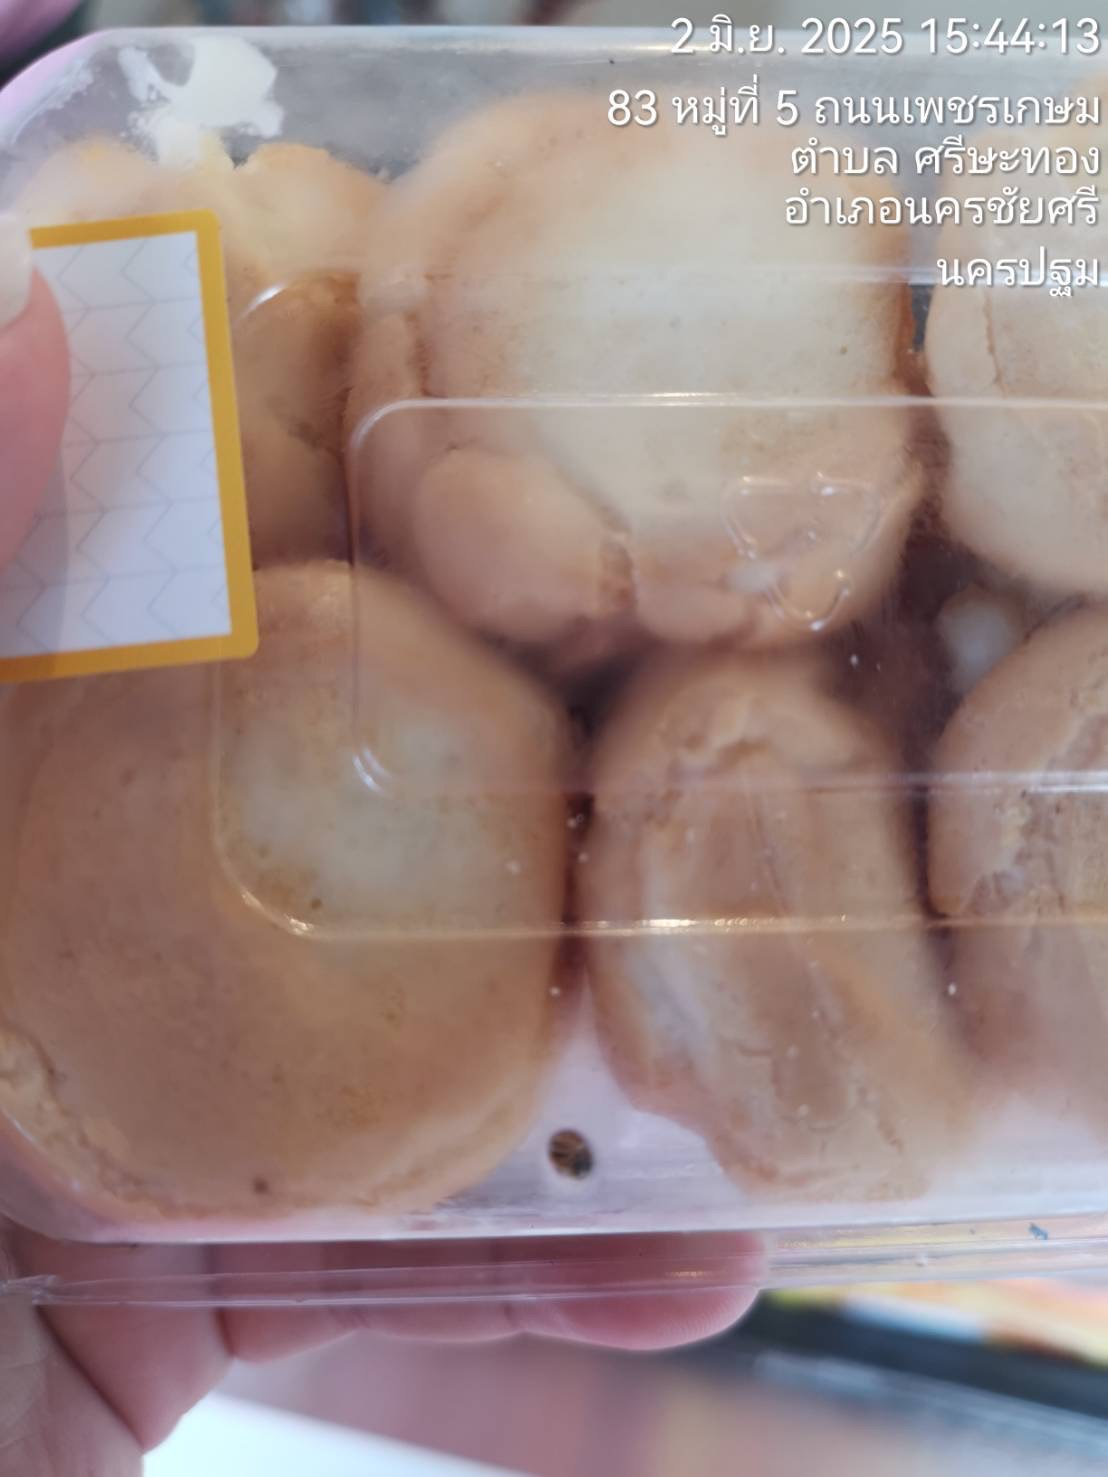 2 มิ.ย. 2025 15:44:13
83 หมู่ที่ 5 ถนนเพชรเกษม
ตำบล ศรีษะทอง
อำเภอนครชัยศรี
นครปฐม